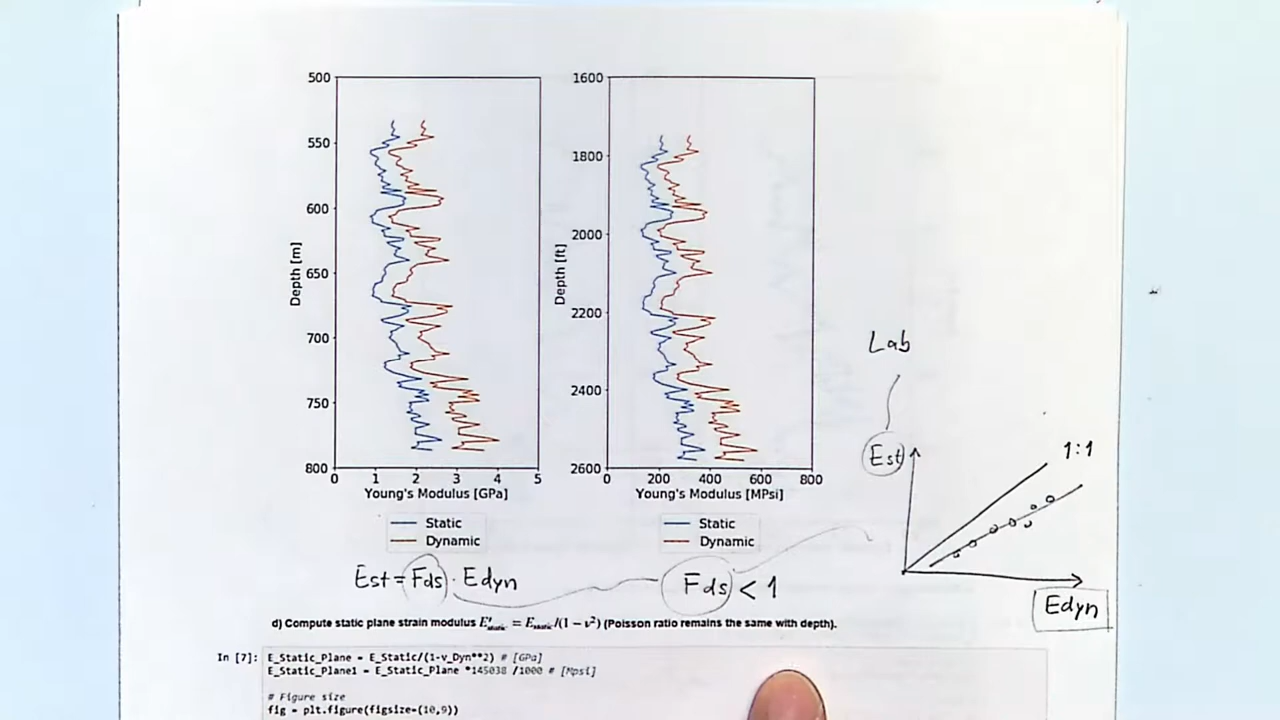 500
550
600
650
700
750
800
Depth [m]
0 1 2 3 4 5
Young's Modulus [GPa]
Static
Dynamic
1600
1800
2000
2200
2400
2600
Depth [ft]
0 200 400 600 800
Young's Modulus [MPsi]
Static
Dynamic
Lab
Est
1:1
Edyn
Est = Fds · Edyn
Fds < 1
d) Compute static plane strain modulus E'static = Estatic/(1 − ν²) (Poisson ratio remains the same with depth).
In [7]: E_Static_Plane = E_Static/(1-v_Dyn**2) # [GPa]
E_Static_Plane1 = E_Static_Plane *145038 /1000 # [Mpsi]
# Figure size
fig = plt.figure(figsize=(10,9))